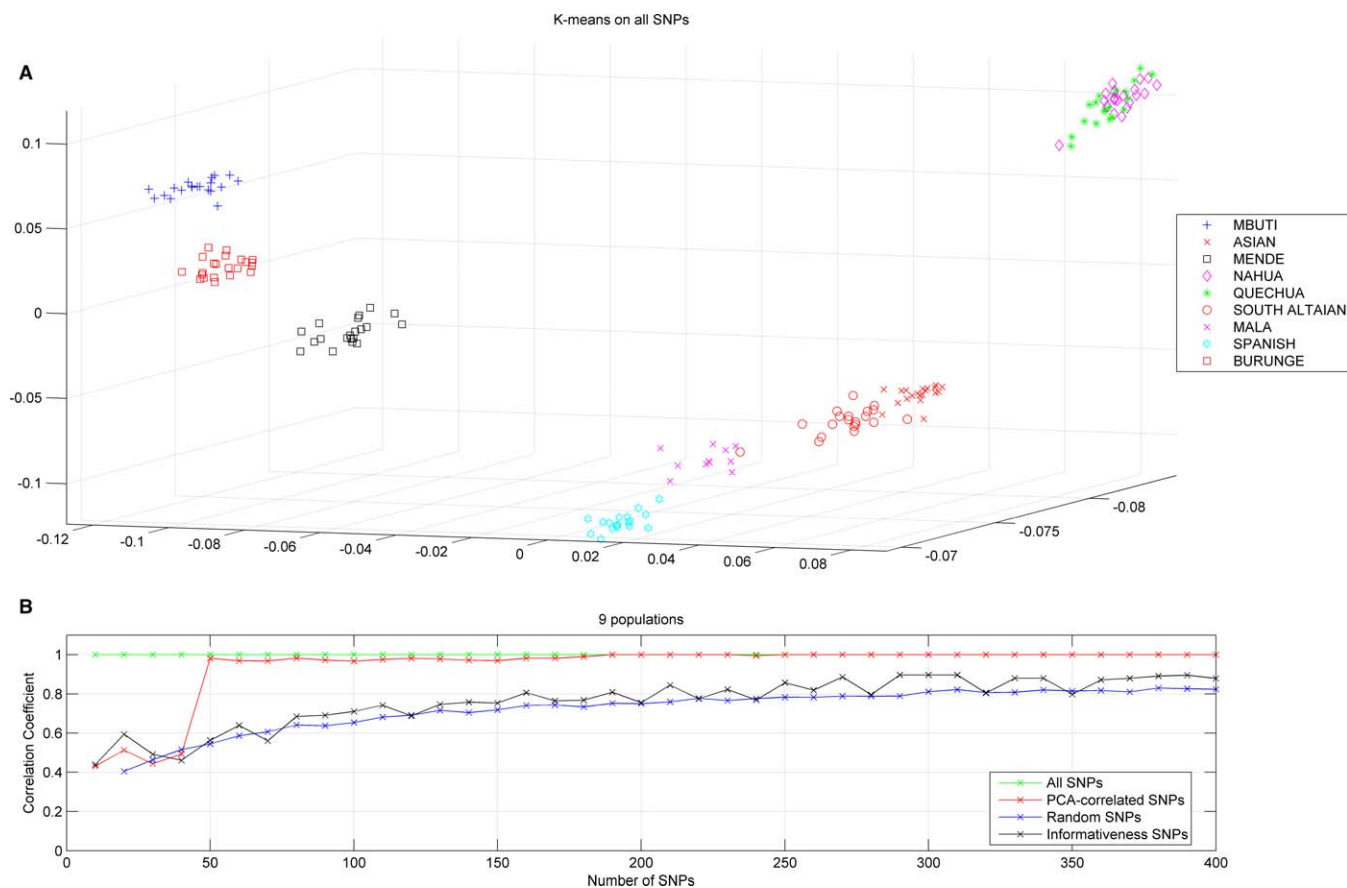 K-means on all SNPs
A
0.1
0.05
0
-0.05
-0.1
-0.12
-0.1
-0.08
-0.06
-0.04
-0.02
0
0.02
0.04
0.06
0.08
-0.07
-0.075
-0.08
MBUTI
ASIAN
MENDE
NAHUA
QUECHUA
SOUTH ALTAIAN
MALA
SPANISH
BURUNGE
B
9 populations
Correlation Coefficient
1
0.8
0.6
0.4
0.2
0
0 50 100 150 200 250 300 350 400
Number of SNPs
All SNPs
PCA-correlated SNPs
Random SNPs
Informativeness SNPs